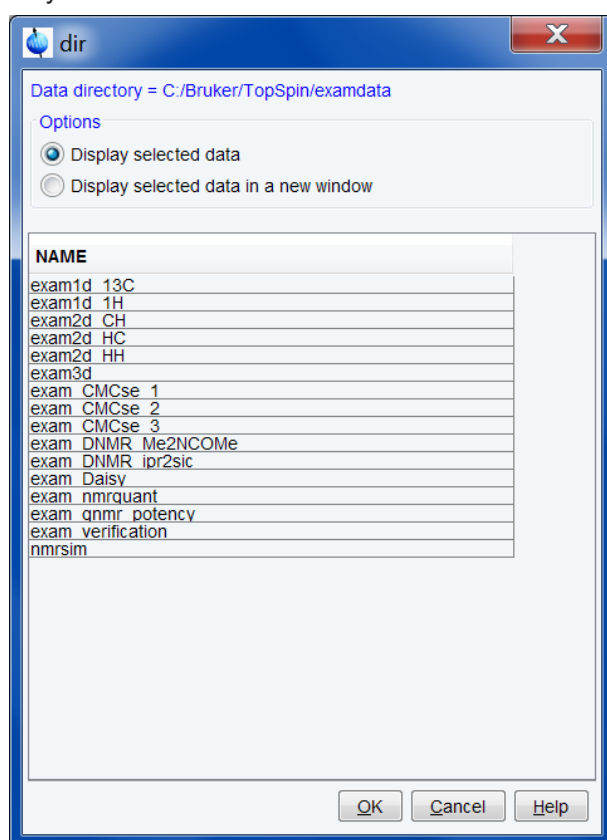 dir
Data directory = C:/Bruker/TopSpin/examdata
Options
Display selected data
Display selected data in a new window
NAME
exam1d_13C
exam1d_1H
exam2d_CH
exam2d_HC
exam2d_HH
exam3d
exam_CMCse_1
exam_CMCse_2
exam_CMCse_3
exam_DNMR_Me2NCOMe
exam_DNMR_ipr2sic
exam_Daisy
exam_nmrquant
exam_qnmr_potency
exam_verification
nmrsim
OK Cancel Help